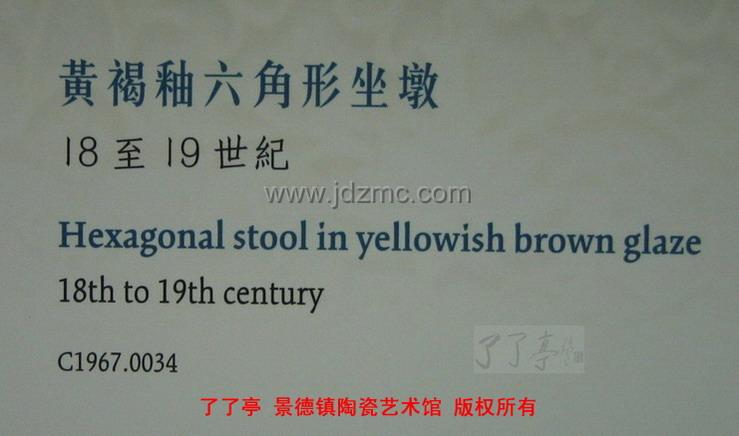 黃褐釉六角形坐墩
18 至 19 世紀
www.jdzmc.com
Hexagonal stool in yellowish brown glaze
18th to 19th century
了了亭
C1967.0034
了了亭 景德镇陶瓷艺术馆 版权所有